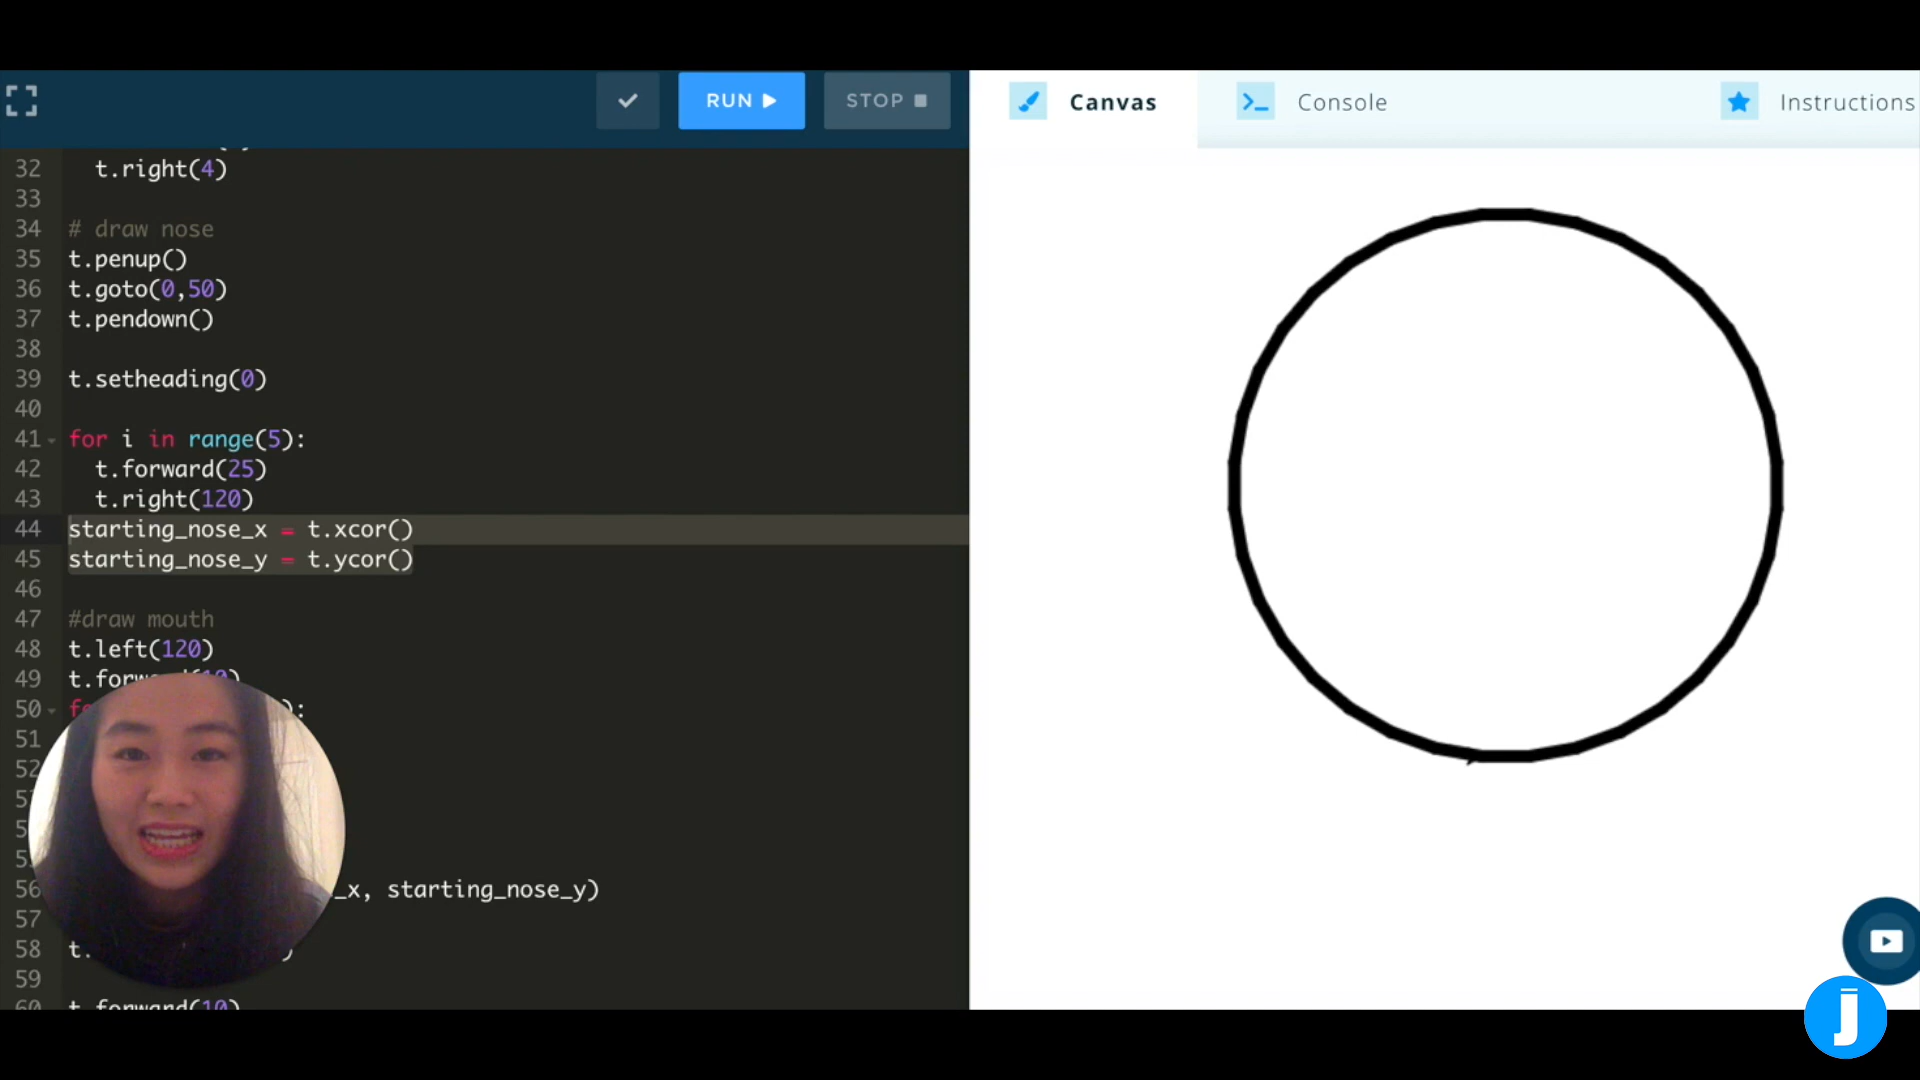 RUN
STOP
Canvas
Console
Instructions
32 t.right(4)
33
34 # draw nose
35 t.penup()
36 t.goto(0,50)
37 t.pendown()
38
39 t.setheading(0)
40
41 for i in range(5):
42 t.forward(25)
43 t.right(120)
44 starting_nose_x = t.xcor()
45 starting_nose_y = t.ycor()
46
47 #draw mouth
48 t.left(120)
49 t.forward(10)
50 ):
51
52
56 _x, starting_nose_y)
57
58 t. )
59
60 t.forward(10)
J